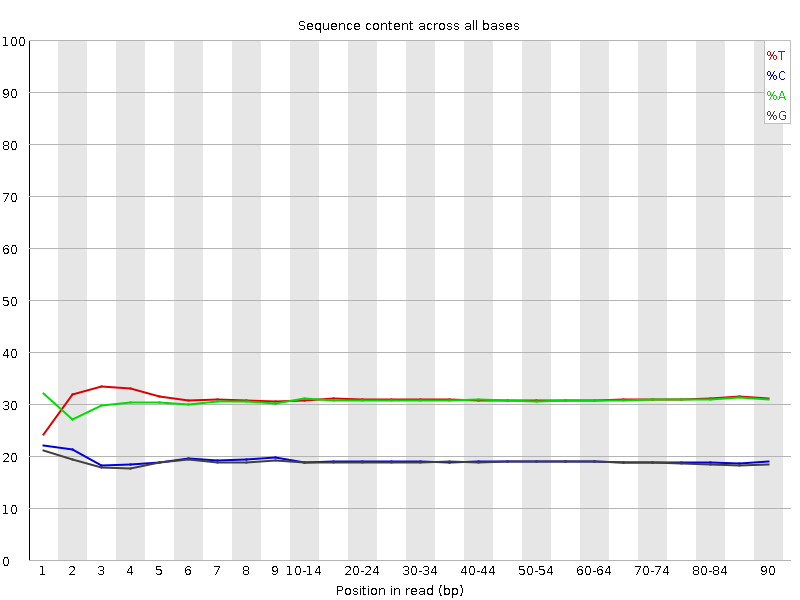 Sequence content across all bases
100
90
80
70
60
50
40
30
20
10
0
%T
%C
%A
%G
1 2 3 4 5 6 7 8 9 10-14 20-24 30-34 40-44 50-54 60-64 70-74 80-84 90
Position in read (bp)